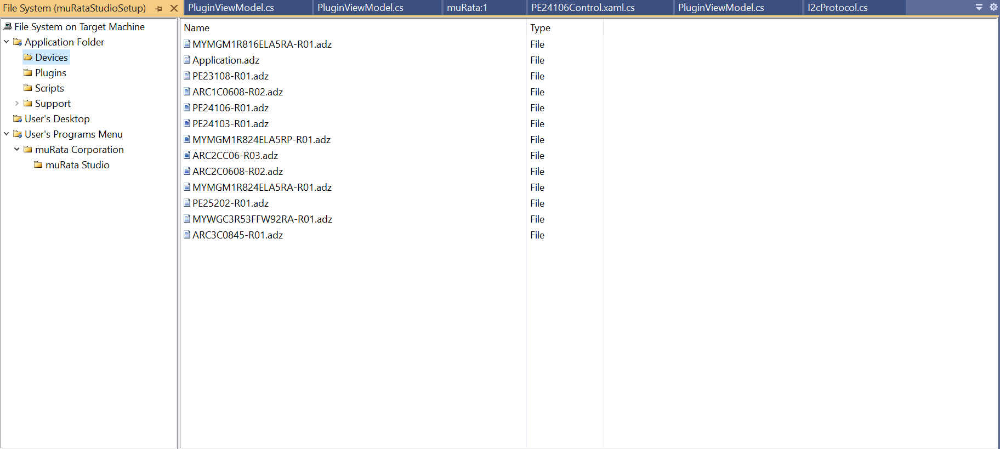 File System (muRataStudioSetup)
PluginViewModel.cs
PluginViewModel.cs
muRata:1
PE24106Control.xaml.cs
PluginViewModel.cs
I2cProtocol.cs
File System on Target Machine
Application Folder
Devices
Plugins
Scripts
Support
User's Desktop
User's Programs Menu
muRata Corporation
muRata Studio
Name Type
MYMGM1R816ELA5RA-R01.adz File
Application.adz File
PE23108-R01.adz File
ARC1C0608-R02.adz File
PE24106-R01.adz File
PE24103-R01.adz File
MYMGM1R824ELA5RP-R01.adz File
ARC2CC06-R03.adz File
ARC2C0608-R02.adz File
MYMGM1R824ELA5RA-R01.adz File
PE25202-R01.adz File
MYWGC3R53FFW92RA-R01.adz File
ARC3C0845-R01.adz File